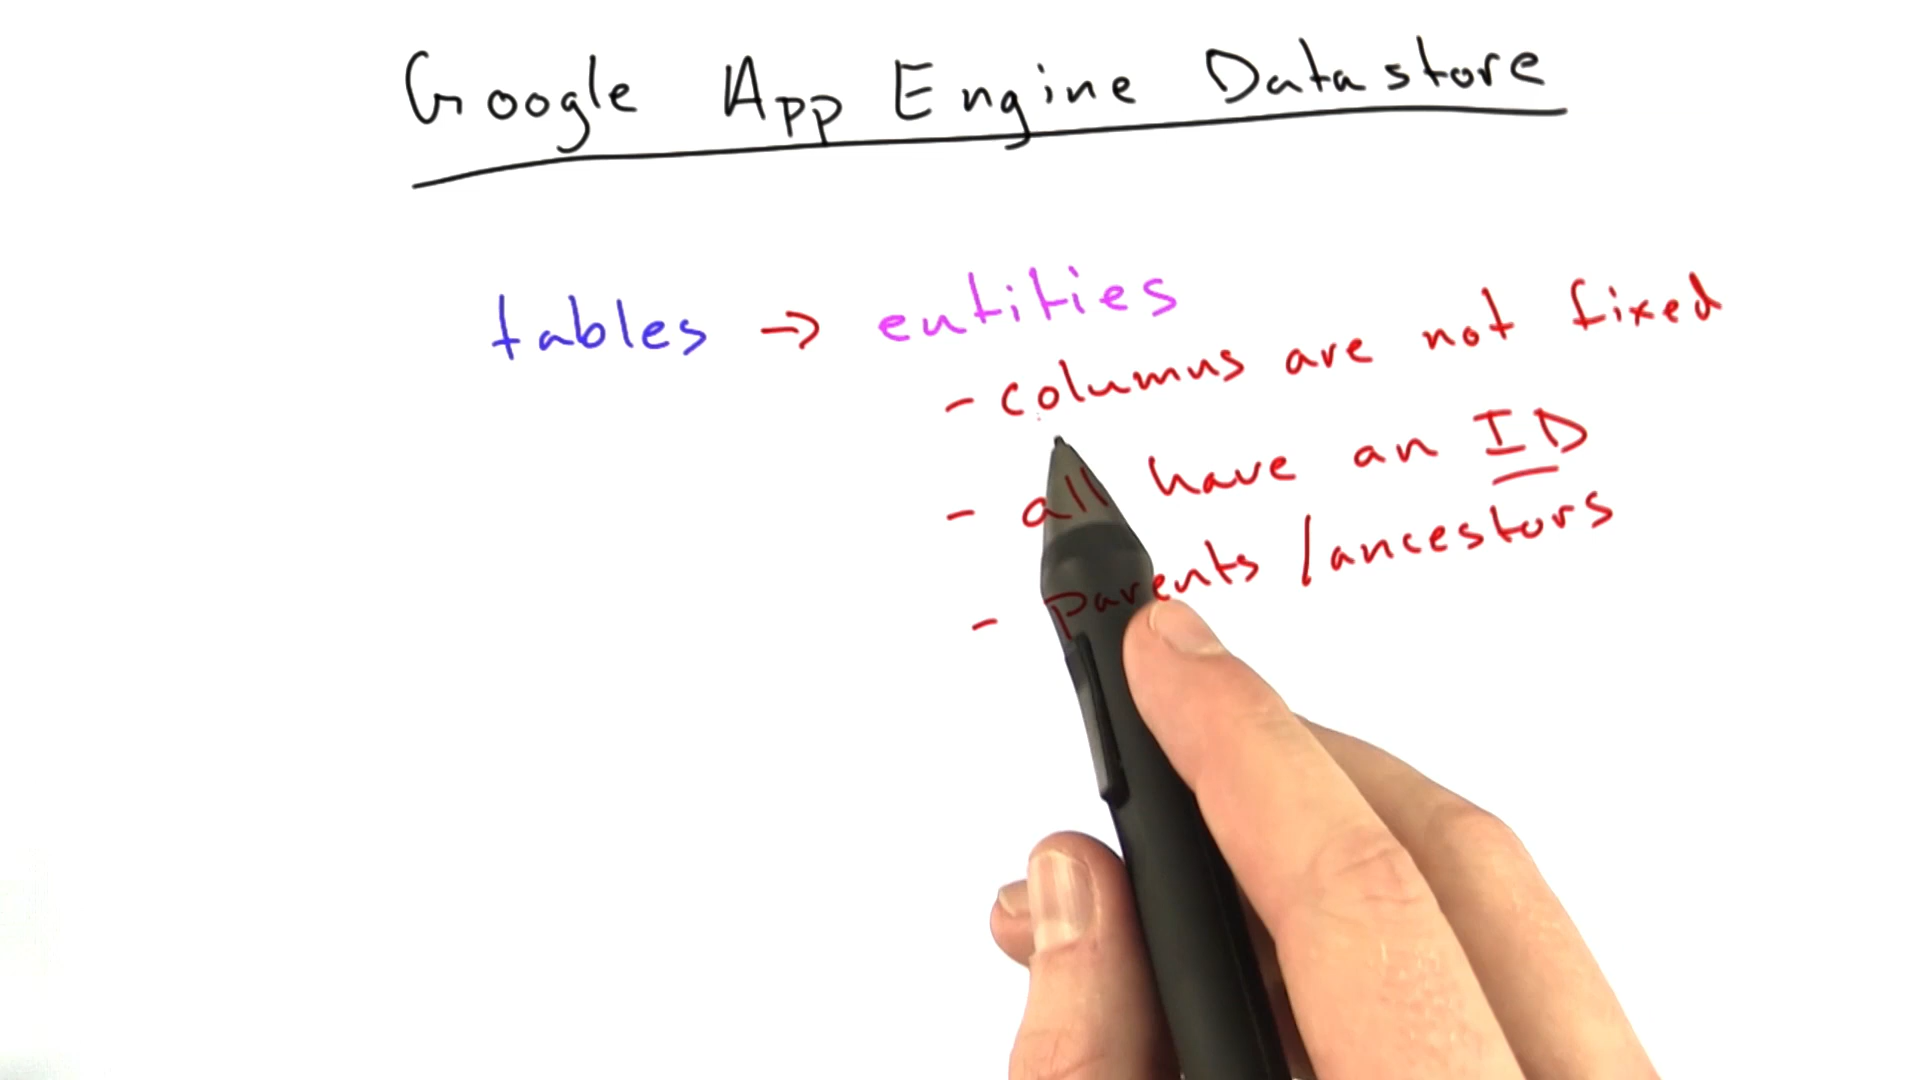 Google App Engine Datastore
tables → entities
- columns are not fixed
- all have an ID
- parents / ancestors